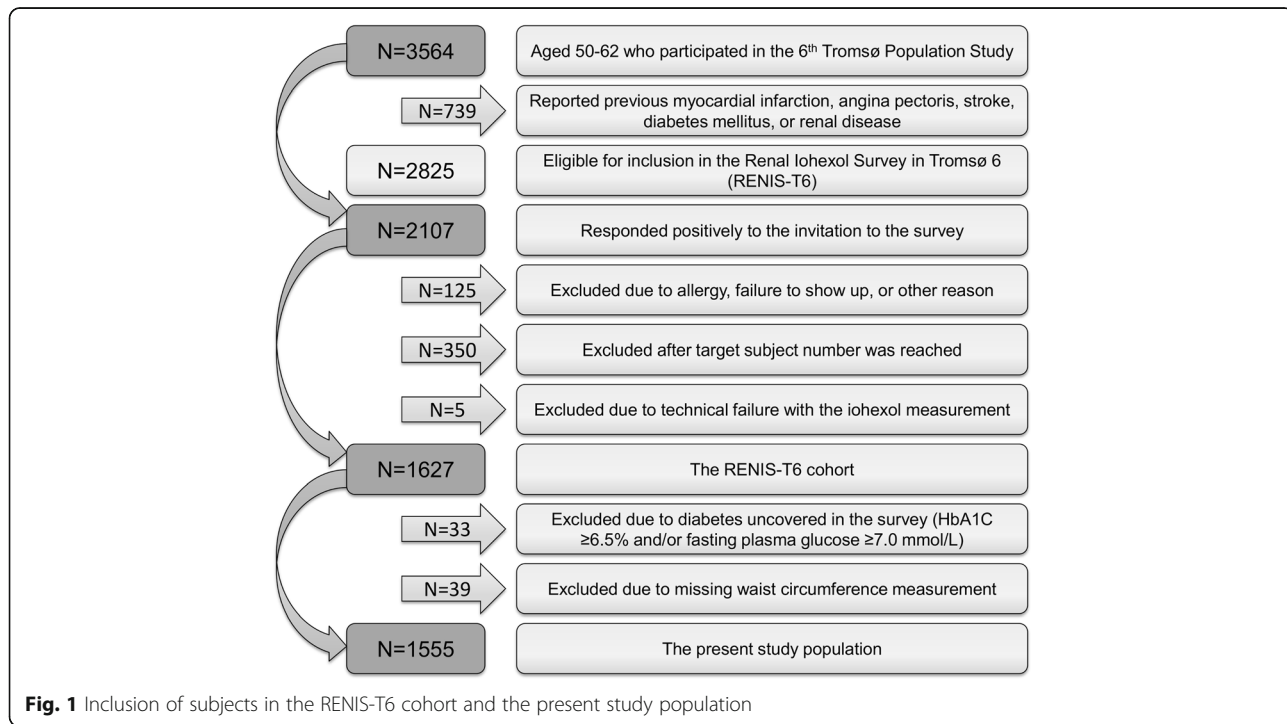 N=3564
Aged 50-62 who participated in the 6th Tromsø Population Study
N=739
Reported previous myocardial infarction, angina pectoris, stroke,
diabetes mellitus, or renal disease
N=2825
Eligible for inclusion in the Renal Iohexol Survey in Tromsø 6
(RENIS-T6)
N=2107
Responded positively to the invitation to the survey
N=125
Excluded due to allergy, failure to show up, or other reason
N=350
Excluded after target subject number was reached
N=5
Excluded due to technical failure with the iohexol measurement
N=1627
The RENIS-T6 cohort
N=33
Excluded due to diabetes uncovered in the survey (HbA1C
≥6.5% and/or fasting plasma glucose ≥7.0 mmol/L)
N=39
Excluded due to missing waist circumference measurement
N=1555
The present study population
Fig. 1 Inclusion of subjects in the RENIS-T6 cohort and the present study population